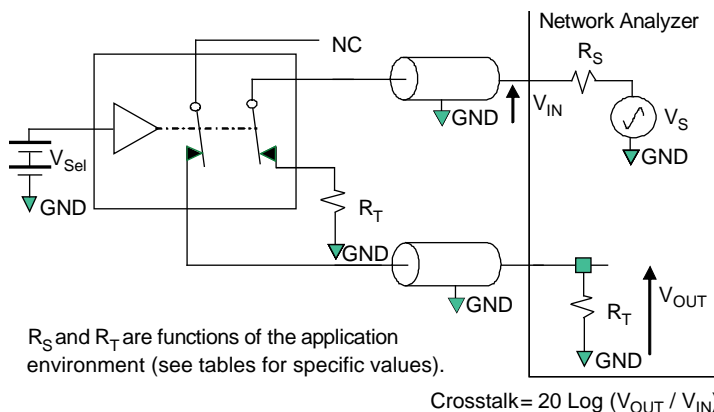 Network Analyzer
NC
R_S
GND
V_IN
V_S
GND
V_Sel
GND
R_T
GND
GND
R_T
V_OUT
GND
R_S and R_T are functions of the application
environment (see tables for specific values).
Crosstalk = 20 Log (V_OUT / V_IN)